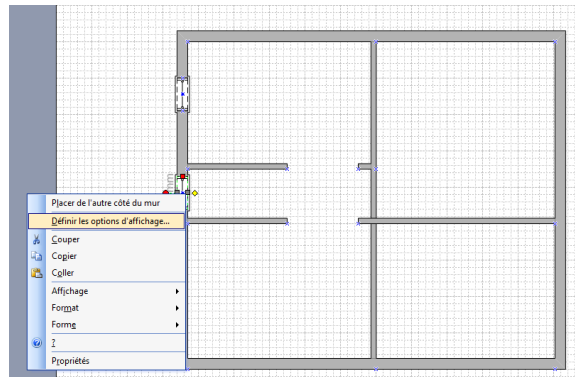 Placer de l'autre côté du mur
Définir les options d'affichage...
Couper
Copier
Coller
Affichage
Format
Forme
?
Propriétés